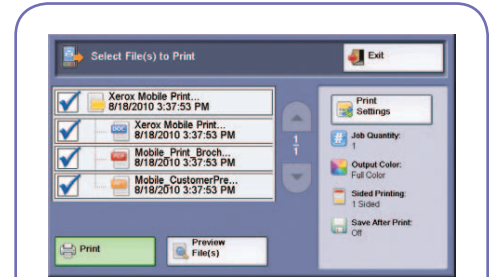 Select File(s) to Print
Exit
Xerox Mobile Print...
8/18/2010 3:37:53 PM
DOC
Xerox Mobile Print...
8/18/2010 3:37:53 PM
Mobile_Print_Broch...
8/18/2010 3:37:53 PM
Mobile_CustomerPre...
8/18/2010 3:37:53 PM
1
1
Print
Settings
Job Quantity:
1
Output Color:
Full Color
Sided Printing:
1 Sided
Save After Print:
Off
Print
Preview
File(s)